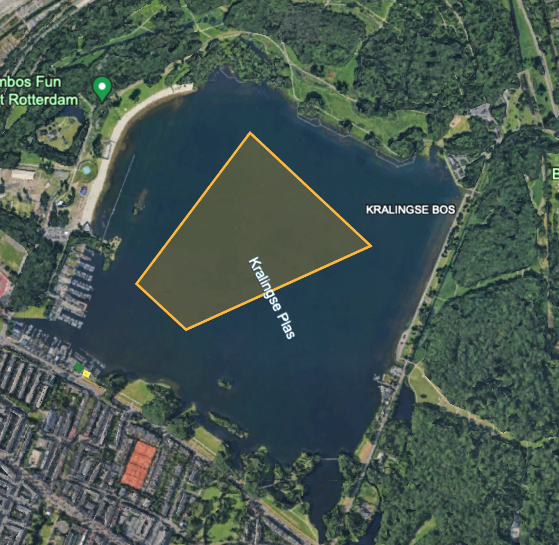 mbos Fun
t Rotterdam
KRALINGSE BOS
B
Kralingse Plas